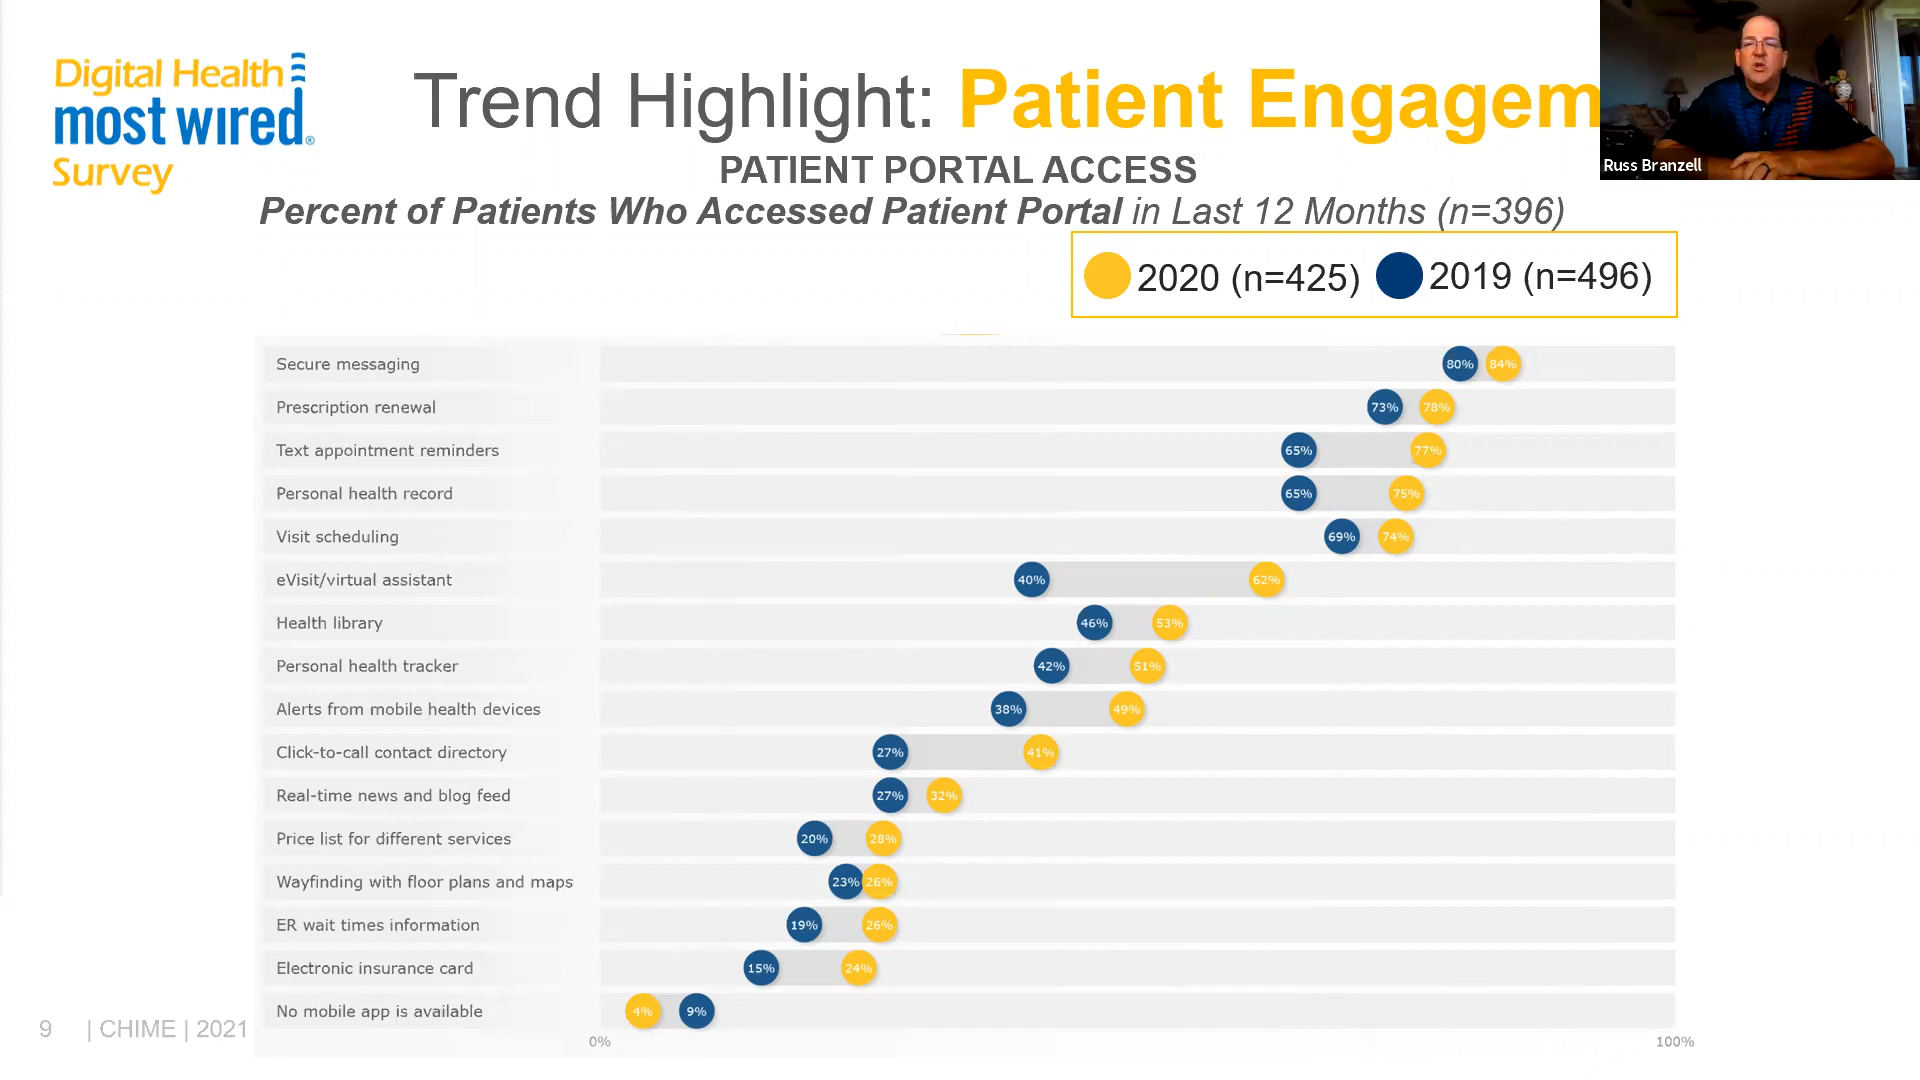 Digital Health
most wired®
Survey
Trend Highlight: Patient Engagem
PATIENT PORTAL ACCESS
Percent of Patients Who Accessed Patient Portal in Last 12 Months (n=396)
Russ Branzell
2020 (n=425) 2019 (n=496)
Secure messaging 80% 84%
Prescription renewal 73% 78%
Text appointment reminders 65% 77%
Personal health record 65% 75%
Visit scheduling 69% 74%
eVisit/virtual assistant 40% 62%
Health library 46% 53%
Personal health tracker 42% 51%
Alerts from mobile health devices 38% 49%
Click-to-call contact directory 27% 41%
Real-time news and blog feed 27% 32%
Price list for different services 20% 28%
Wayfinding with floor plans and maps 23% 26%
ER wait times information 19% 26%
Electronic insurance card 15% 24%
No mobile app is available 4% 9%
0% 100%
9 | CHIME | 2021